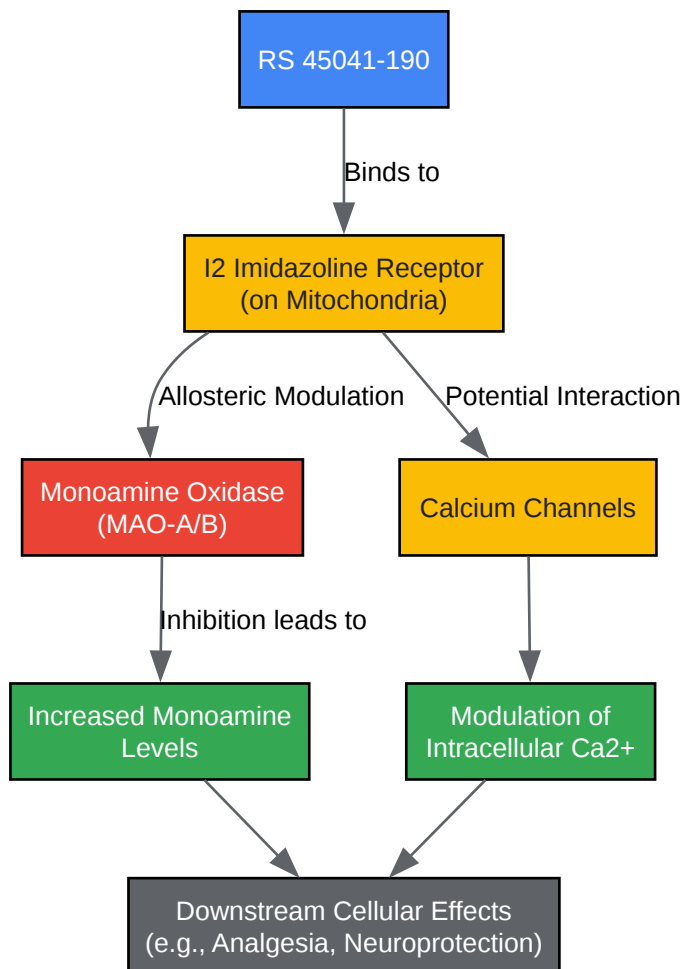 RS 45041-190
Binds to
I2 Imidazoline Receptor
(on Mitochondria)
Allosteric Modulation
Potential Interaction
Monoamine Oxidase
(MAO-A/B)
Calcium Channels
Inhibition leads to
Increased Monoamine
Levels
Modulation of
Intracellular Ca2+
Downstream Cellular Effects
(e.g., Analgesia, Neuroprotection)